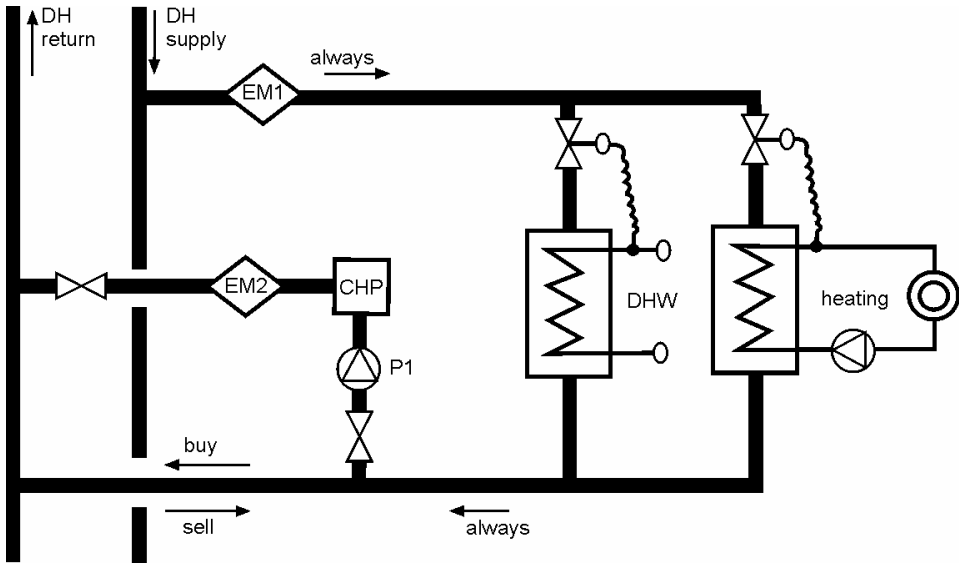 DH
return
DH
supply
always
EM1
EM2
CHP
DHW
heating
P1
buy
sell
always